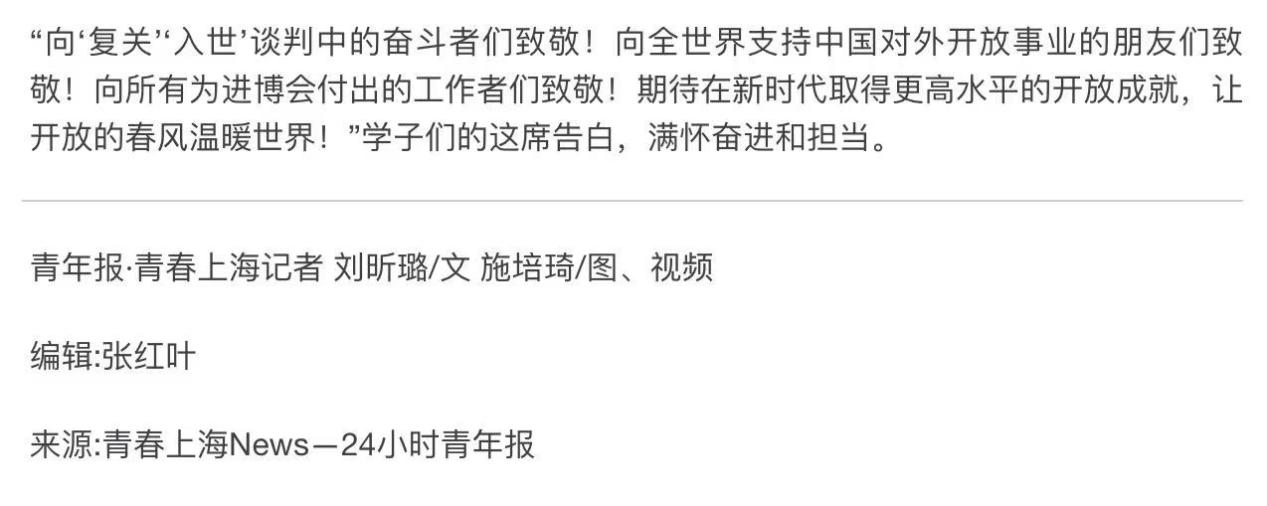 “向‘复关’‘入世’谈判中的奋斗者们致敬！向全世界支持中国对外开放事业的朋友们致
敬！向所有为进博会付出的工作者们致敬！期待在新时代取得更高水平的开放成就，让
开放的春风温暖世界！”学子们的这席告白，满怀奋进和担当。
青年报·青春上海记者 刘昕璐/文 施培琦/图、视频
编辑:张红叶
来源:青春上海News—24小时青年报